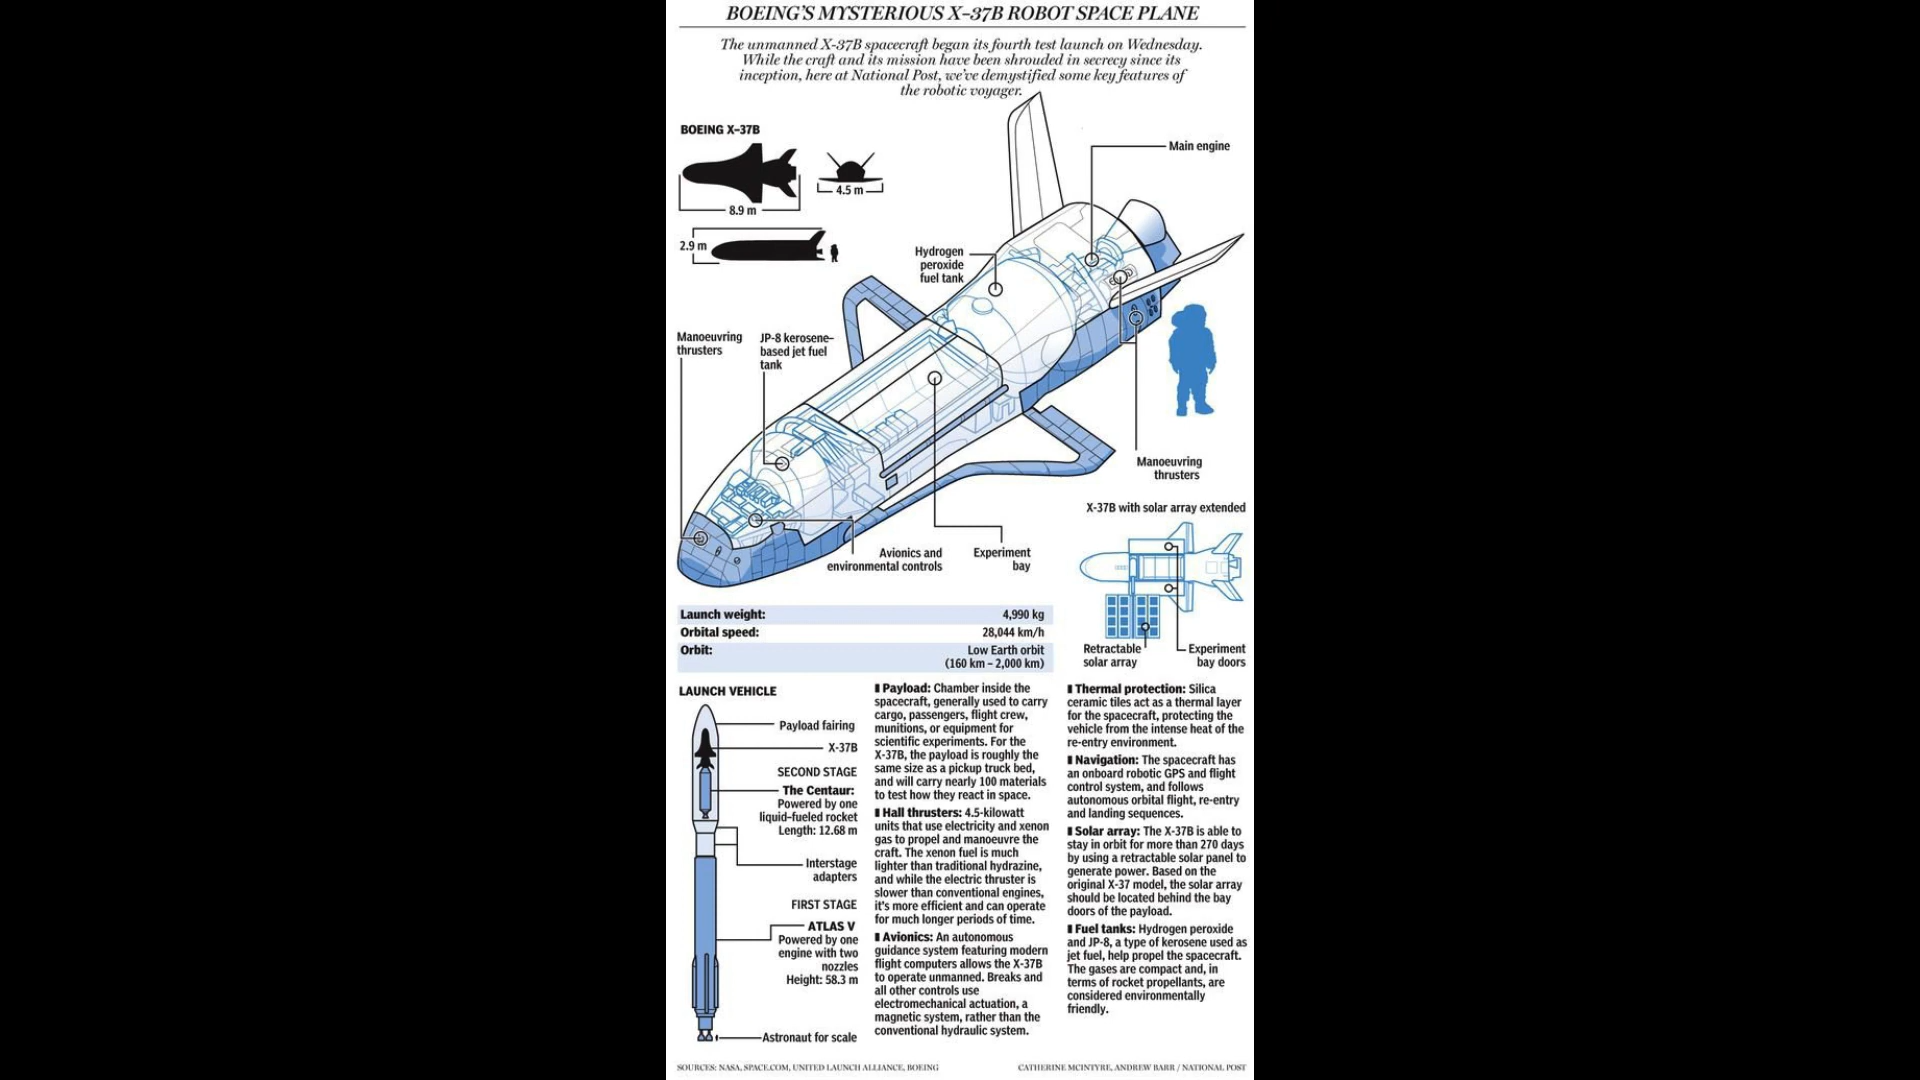 BOEING'S MYSTERIOUS X-37B ROBOT SPACE PLANE
The unmanned X-37B spacecraft began its fourth test launch on Wednesday.
While the craft and its mission have been shrouded in secrecy since its
inception, here at National Post, we've demystified some key features of
the robotic voyager.
BOEING X-37B
8.9 m
4.5 m
2.9 m
Main engine
Hydrogen
peroxide
fuel tank
Manoeuvring
thrusters
JP-8 kerosene-
based jet fuel
tank
Manoeuvring
thrusters
Avionics and
environmental controls
Experiment
bay
X-37B with solar array extended
Retractable
solar array
Experiment
bay doors
Launch weight: 4,990 kg
Orbital speed: 28,044 km/h
Orbit: Low Earth orbit
(160 km - 2,000 km)
LAUNCH VEHICLE
Payload fairing
X-37B
SECOND STAGE
The Centaur:
Powered by one
liquid-fueled rocket
Length: 12.68 m
Interstage
adapters
FIRST STAGE
ATLAS V
Powered by one
engine with two
nozzles
Height: 58.3 m
Astronaut for scale
Payload: Chamber inside the
spacecraft, generally used to carry
cargo, passengers, flight crew,
munitions, or equipment for
scientific experiments. For the
X-37B, the payload is roughly the
same size as a pickup truck bed,
and will carry nearly 100 materials
to test how they react in space.
Hall thrusters: 4.5-kilowatt
units that use electricity and xenon
gas to propel and manoeuvre the
craft. The xenon fuel is much
lighter than traditional hydrazine,
and while the electric thruster is
slower than conventional engines,
it's more efficient and can operate
for much longer periods of time.
Avionics: An autonomous
guidance system featuring modern
flight computers allows the X-37B
to operate unmanned. Breaks and
all other controls use
electromechanical actuation, a
magnetic system, rather than the
conventional hydraulic system.
Thermal protection: Silica
ceramic tiles act as a thermal layer
for the spacecraft, protecting the
vehicle from the intense heat of the
re-entry environment.
Navigation: The spacecraft has
an onboard robotic GPS and flight
control system, and follows
autonomous orbital flight, re-entry
and landing sequences.
Solar array: The X-37B is able to
stay in orbit for more than 270 days
by using a retractable solar panel to
generate power. Based on the
original X-37 model, the solar array
should be located behind the bay
doors of the payload.
Fuel tanks: Hydrogen peroxide
and JP-8, a type of kerosene used as
jet fuel, help propel the spacecraft.
The gases are compact and, in
terms of rocket propellants, are
considered environmentally
friendly.
SOURCES: NASA, SPACE.COM, UNITED LAUNCH ALLIANCE, BOEING
CATHERINE MCINTYRE, ANDREW BARR / NATIONAL POST